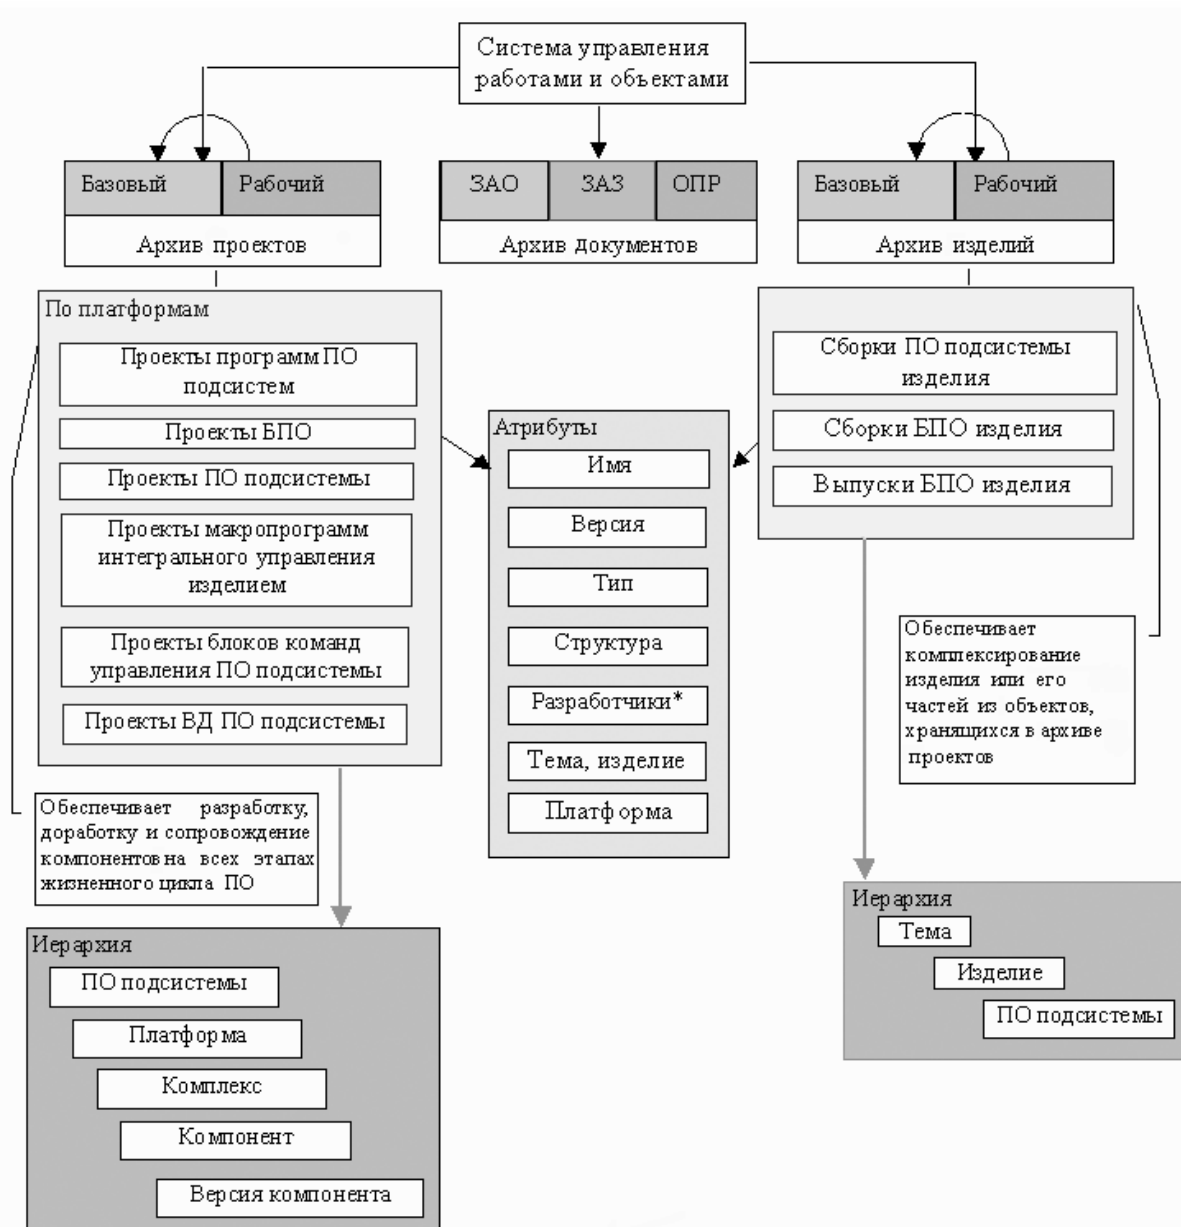 Система управления
работами и объектами
Базовый
Рабочий
Архив проектов
ЗАО
ЗАЗ
ОПР
Архив документов
Базовый
Рабочий
Архив изделий
По платформам
Проекты программ ПО
подсистем
Проекты БПО
Проекты ПО подсистемы
Проекты макропрограмм
интегрального управления
изделием
Проекты блоков команд
управления ПО подсистемы
Проекты ВД ПО подсистемы
Атрибуты
Имя
Версия
Тип
Структура
Разработчики*
Тема, изделие
Платформа
Сборки ПО подсистемы
изделия
Сборки БПО изделия
Выпуски БПО изделия
Обеспечивает
комплексирование
изделия или его
частей из объектов,
хранящихся в архиве
проектов
Обеспечивает разработку,
доработку и сопровождение
компонентов на всех этапах
жизненного цикла ПО
Иерархия
ПО подсистемы
Платформа
Комплекс
Компонент
Версия компонента
Иерархия
Тема
Изделие
ПО подсистемы